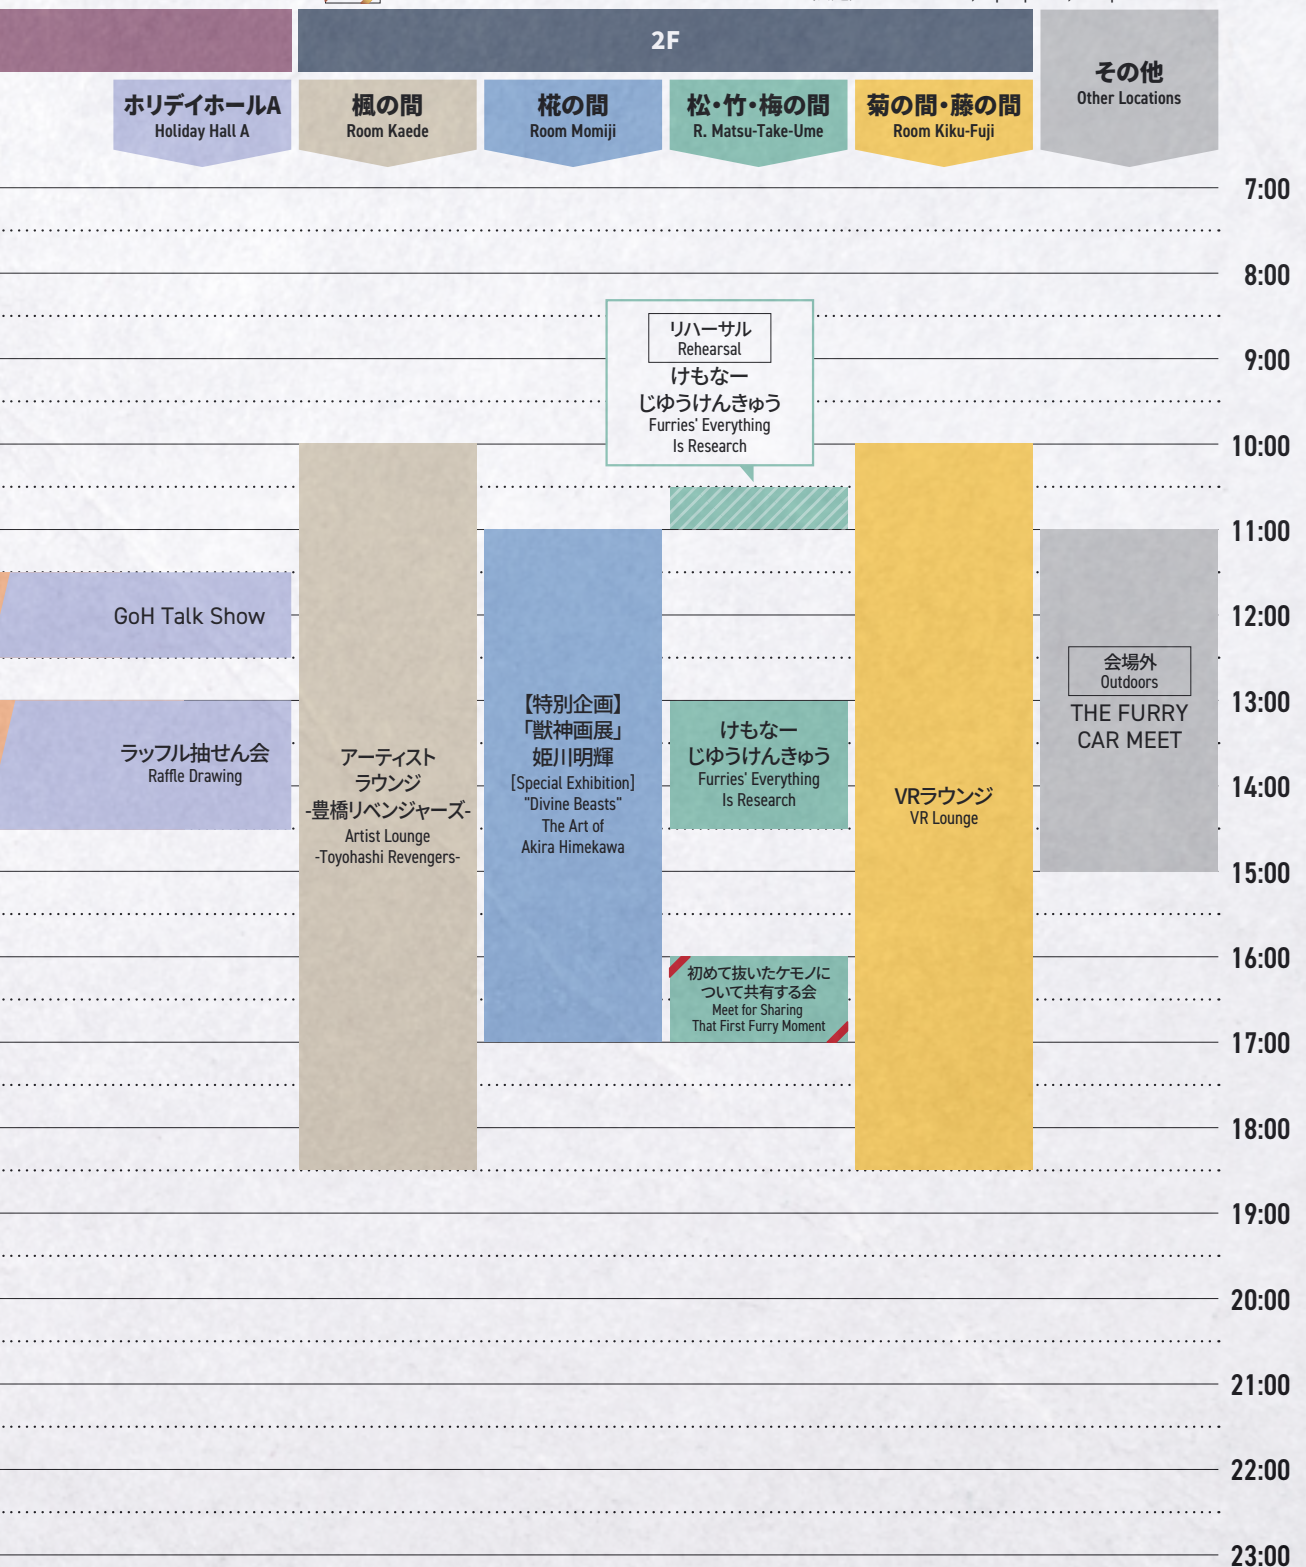 2F
その他
Other Locations
ホリデイホールA
Holiday Hall A
楓の間
Room Kaede
椛の間
Room Momiji
松・竹・梅の間
R. Matsu-Take-Ume
菊の間・藤の間
Room Kiku-Fuji
7:00
8:00
リハーサル
Rehearsal
けもなー
じゆうけんきゅう
Furries' Everything
Is Research
9:00
10:00
11:00
GoH Talk Show
12:00
会場外
Outdoors
THE FURRY
CAR MEET
13:00
ラッフル抽せん会
Raffle Drawing
アーティスト
ラウンジ
-豊橋リベンジャーズ-
Artist Lounge
-Toyohashi Revengers-
【特別企画】
「獣神画展」
姫川明輝
[Special Exhibition]
"Divine Beasts"
The Art of
Akira Himekawa
けもなー
じゆうけんきゅう
Furries' Everything
Is Research
VRラウンジ
VR Lounge
14:00
15:00
16:00
初めて抜いたケモノに
ついて共有する会
Meet for Sharing
That First Furry Moment
17:00
18:00
19:00
20:00
21:00
22:00
23:00